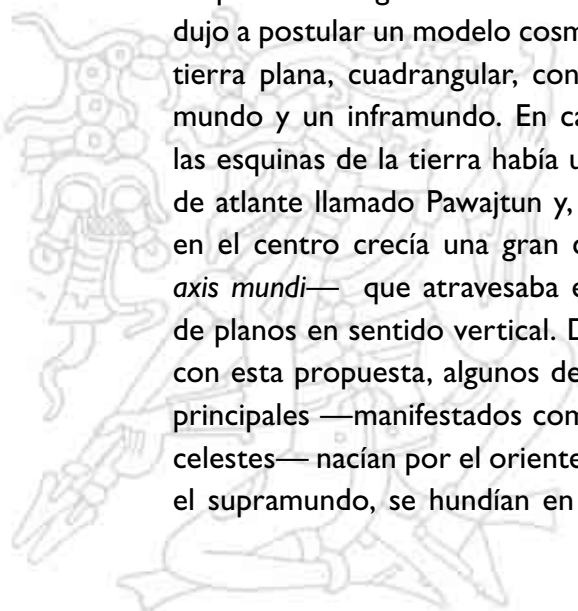 dujo a postular un modelo cosm
tierra plana, cuadrangular, con
mundo y un inframundo. En ca
las esquinas de la tierra había u
de atlante llamado Pawajtun y,
en el centro crecía una gran c
axis mundi— que atravesaba e
de planos en sentido vertical. D
con esta propuesta, algunos de
principales —manifestados com
celestes— nacían por el oriente
el supramundo, se hundían en